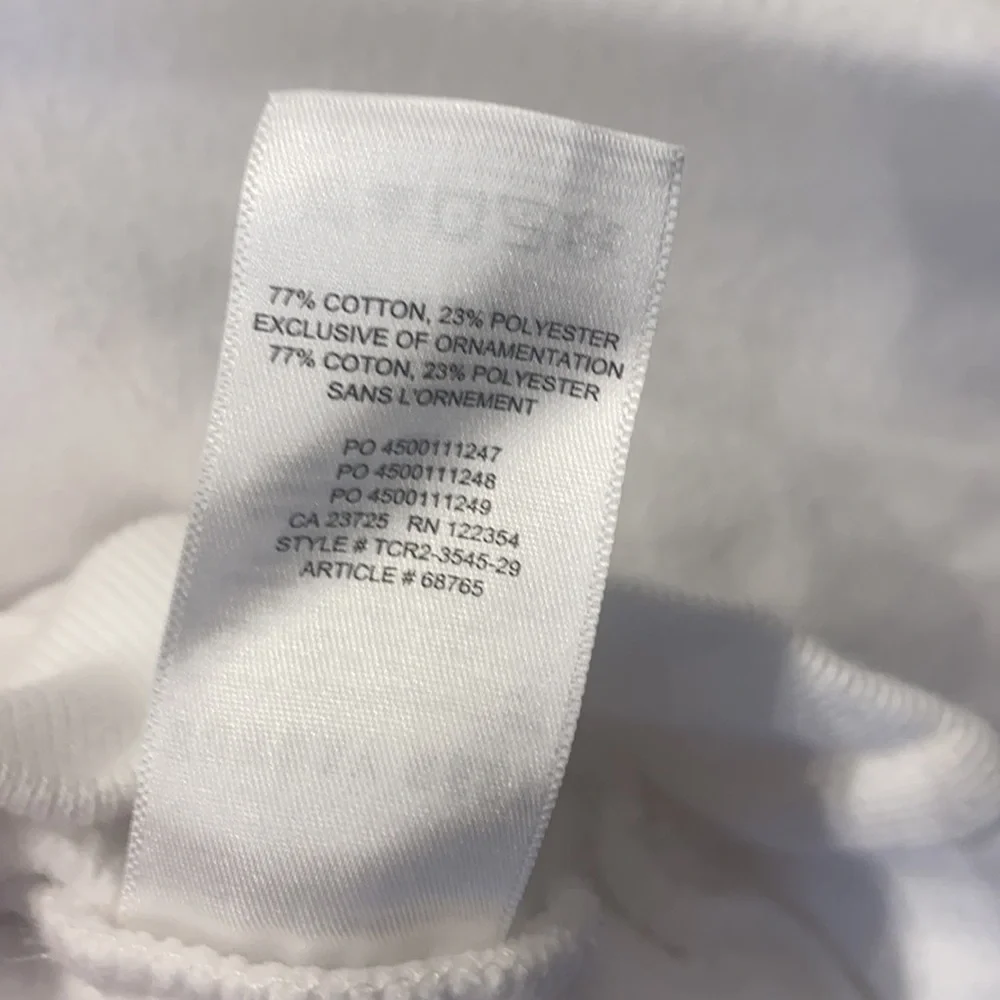 77% COTTON, 23% POLYESTER
EXCLUSIVE OF ORNAMENTATION
77% COTON, 23% POLYESTER
SANS L'ORNEMENT
PO 4500111247
PO 4500111248
PO 4500111249
CA 23725 RN 122354
STYLE # TCR2-3545-29
ARTICLE # 68765